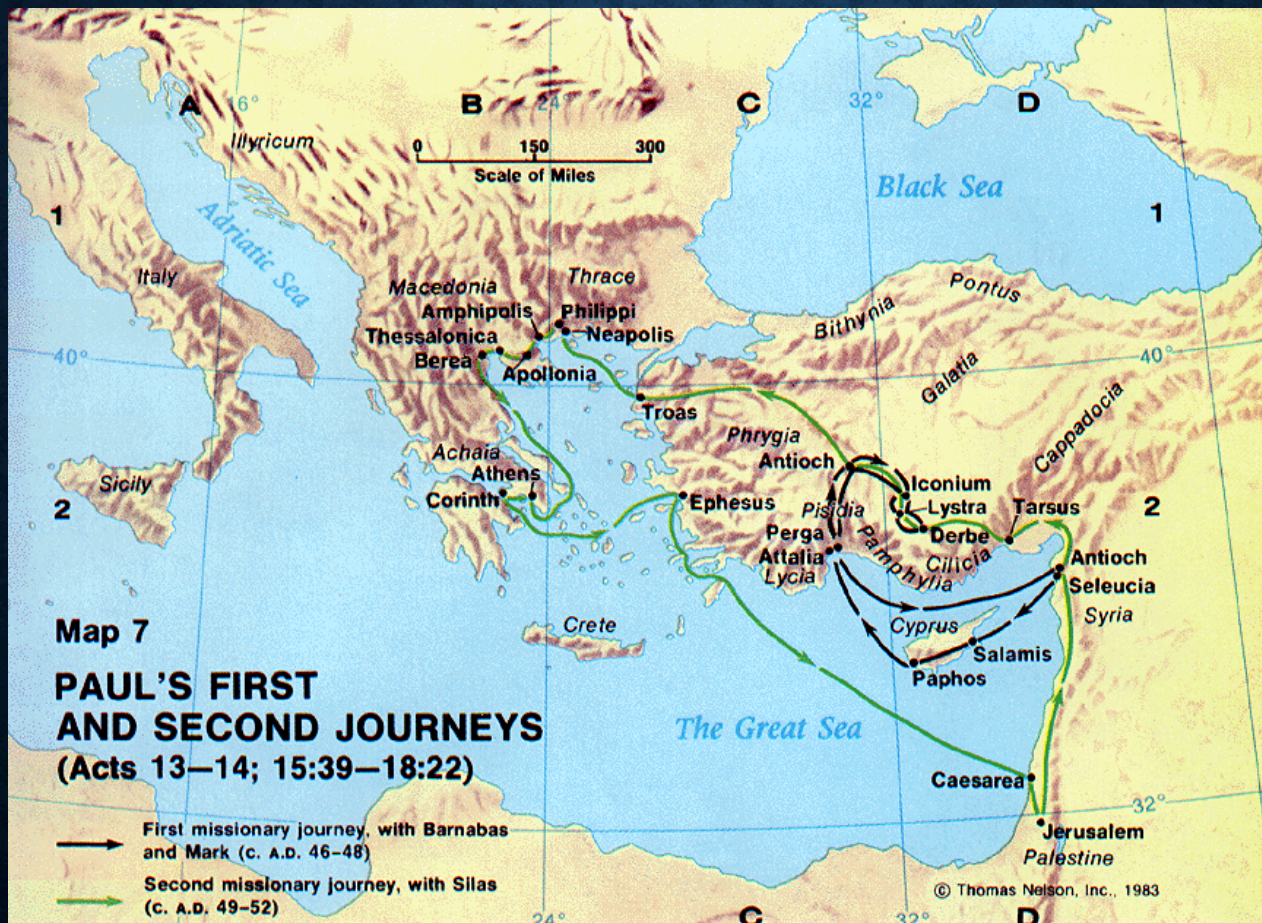 A
16°
B
24°
C
32°
D
Illyricum
0 150 300
Scale of Miles
Black Sea
1
1
Adriatic Sea
Italy
Macedonia
Thrace
Pontus
Amphipolis
Philippi
Bithynia
Thessalonica
Neapolis
40°
Berea
Apollonia
40°
Galatia
Troas
Cappadocia
Phrygia
Achaia
Antioch
Athens
Sicily
Iconium
Corinth
Ephesus
Pisidia
Lystra
Tarsus
2
2
Perga
Derbe
Attalia
Pamphylia
Cilicia
Antioch
Lycia
Seleucia
Syria
Crete
Cyprus
Map 7
Salamis
Paphos
PAUL'S FIRST
AND SECOND JOURNEYS
The Great Sea
(Acts 13–14; 15:39–18:22)
Caesarea
32°
Jerusalem
First missionary journey, with Barnabas
and Mark (C. A.D. 46–48)
Palestine
Second missionary journey, with Silas
(C. A.D. 49–52)
© Thomas Nelson, Inc., 1983
24°
C
32°
D